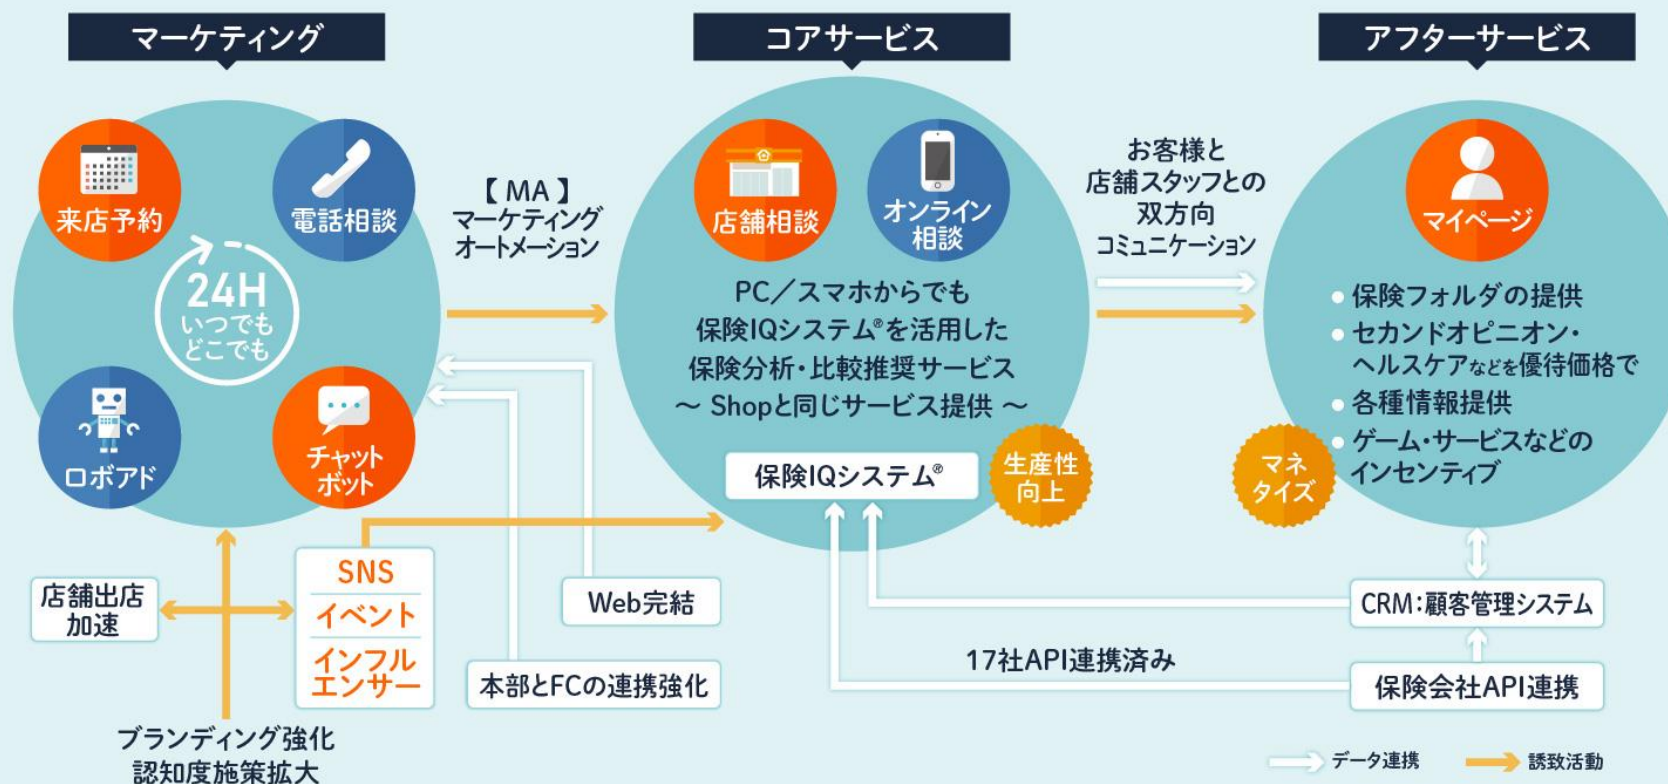 マーケティング
コアサービス
アフターサービス
来店予約
電話相談
24H
いつでも
どこでも
ロボアド
チャット
ボット
【 MA 】
マーケティング
オートメーション
店舗相談
オンライン
相談
PC／スマホからでも
保険IQシステム®を活用した
保険分析・比較推奨サービス
～ Shopと同じサービス提供 ～
保険IQシステム®
生産性
向上
お客様と
店舗スタッフとの
双方向
コミュニケーション
マイページ
● 保険フォルダの提供
● セカンドオピニオン・
ヘルスケアなどを優待価格で
● 各種情報提供
● ゲーム・サービスなどの
インセンティブ
マネ
タイズ
店舗出店
加速
SNS
イベント
インフル
エンサー
Web完結
本部とFCの連携強化
CRM：顧客管理システム
17社API連携済み
保険会社API連携
ブランディング強化
認知度施策拡大
データ連携
誘致活動